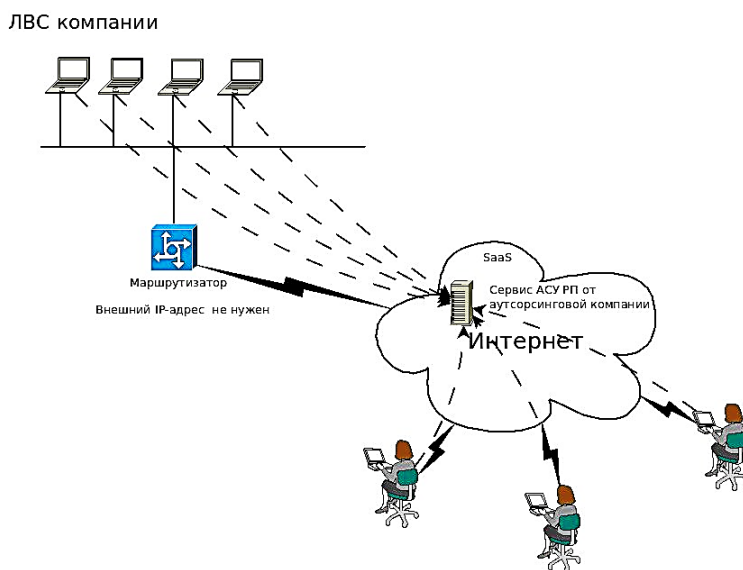 ЛВС компании
SaaS
Маршрутизатор
Сервис АСУ РП от
аутсорсинговой компании
Внешний IP-адрес не нужен
Интернет